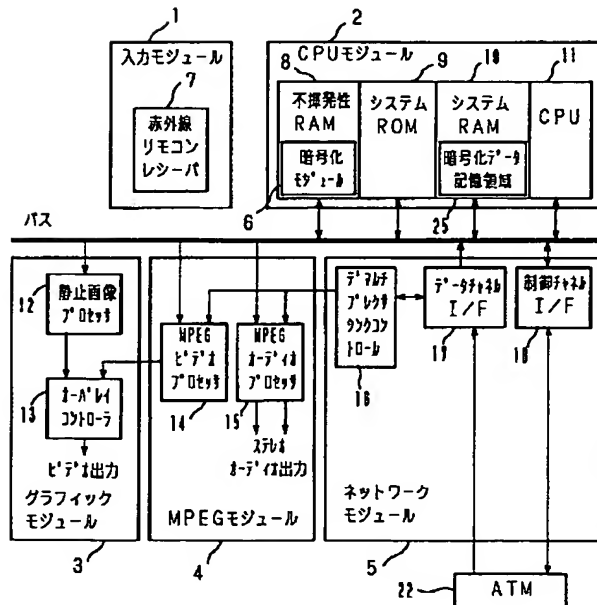 1
入力モジュール
7
赤外線
リモコン
レシーバ
2
CPUモジュール
8
9
10
11
不揮発性
RAM
暗号化
モジュール
6
システム
ROM
システム
RAM
暗号化データ
記憶領域
25
CPU
バス
12
静止画像
プロセッサ
13
オーバレイ
コントローラ
ビデオ出力
グラフィック
モジュール
3
MPEG
ビデオ
プロセッサ
14
MPEG
オーディオ
プロセッサ
15
ステレオ
オーディオ出力
MPEGモジュール
4
デマルチ
プレクサ
タンクコン
トロール
16
データチャネル
I/F
17
制御チャネル
I/F
18
ネットワーク
モジュール
5
22
ATM